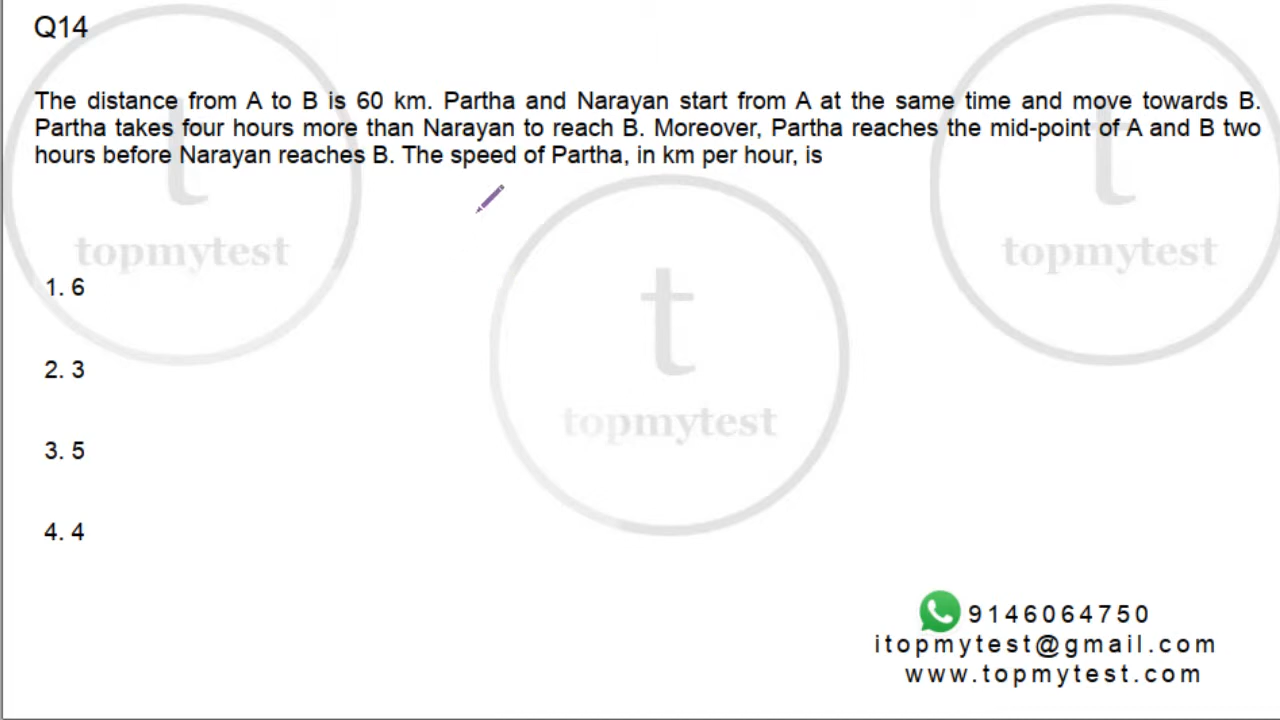 Q14
The distance from A to B is 60 km. Partha and Narayan start from A at the same time and move towards B.
Partha takes four hours more than Narayan to reach B. Moreover, Partha reaches the mid-point of A and B two
hours before Narayan reaches B. The speed of Partha, in km per hour, is
t
topmytest
t
topmytest
t
topmytest
1. 6
2. 3
3. 5
4. 4
9146064750
itopmytest@gmail.com
www.topmytest.com